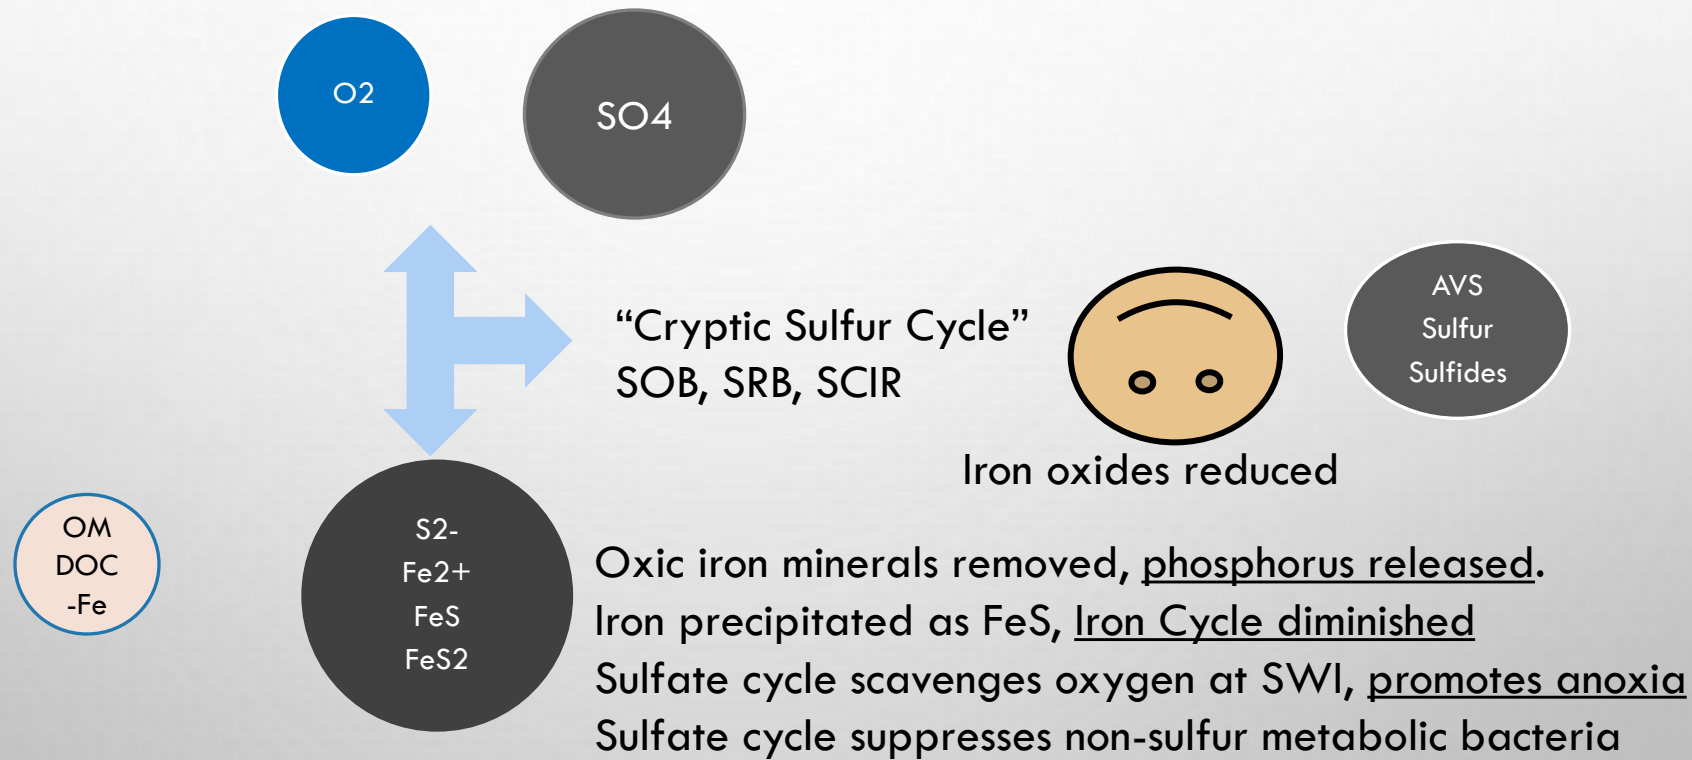 O2
SO4
"Cryptic Sulfur Cycle"
SOB, SRB, SCIR
AVS
Sulfur
Sulfides
Iron oxides reduced
OM
DOC
-Fe
S2-
Fe2+
FeS
FeS2
Oxic iron minerals removed, phosphorus released.
Iron precipitated as FeS, Iron Cycle diminished
Sulfate cycle scavenges oxygen at SWI, promotes anoxia
Sulfate cycle suppresses non-sulfur metabolic bacteria